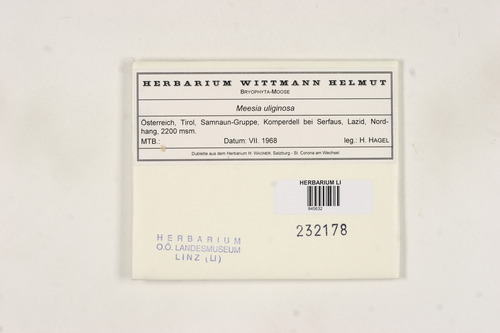 HERBARIUM WITTMANN HELMUT
BRYOPHYTA-MOOSE
Meesia uliginosa
Österreich, Tirol, Samnaun-Gruppe, Komperdell bei Serfaus, Lazid, Nord-
hang, 2200 msm.
MTB.: Datum: VII. 1968 leg.: H. HAGEL
Dublette aus dem Herbarium H. WAGNER, Salzburg - St. Corona am Wechsel
HERBARIUM LI
232178
HERBARIUM
O.Ö. LANDESMUSEUM
LINZ (LI)